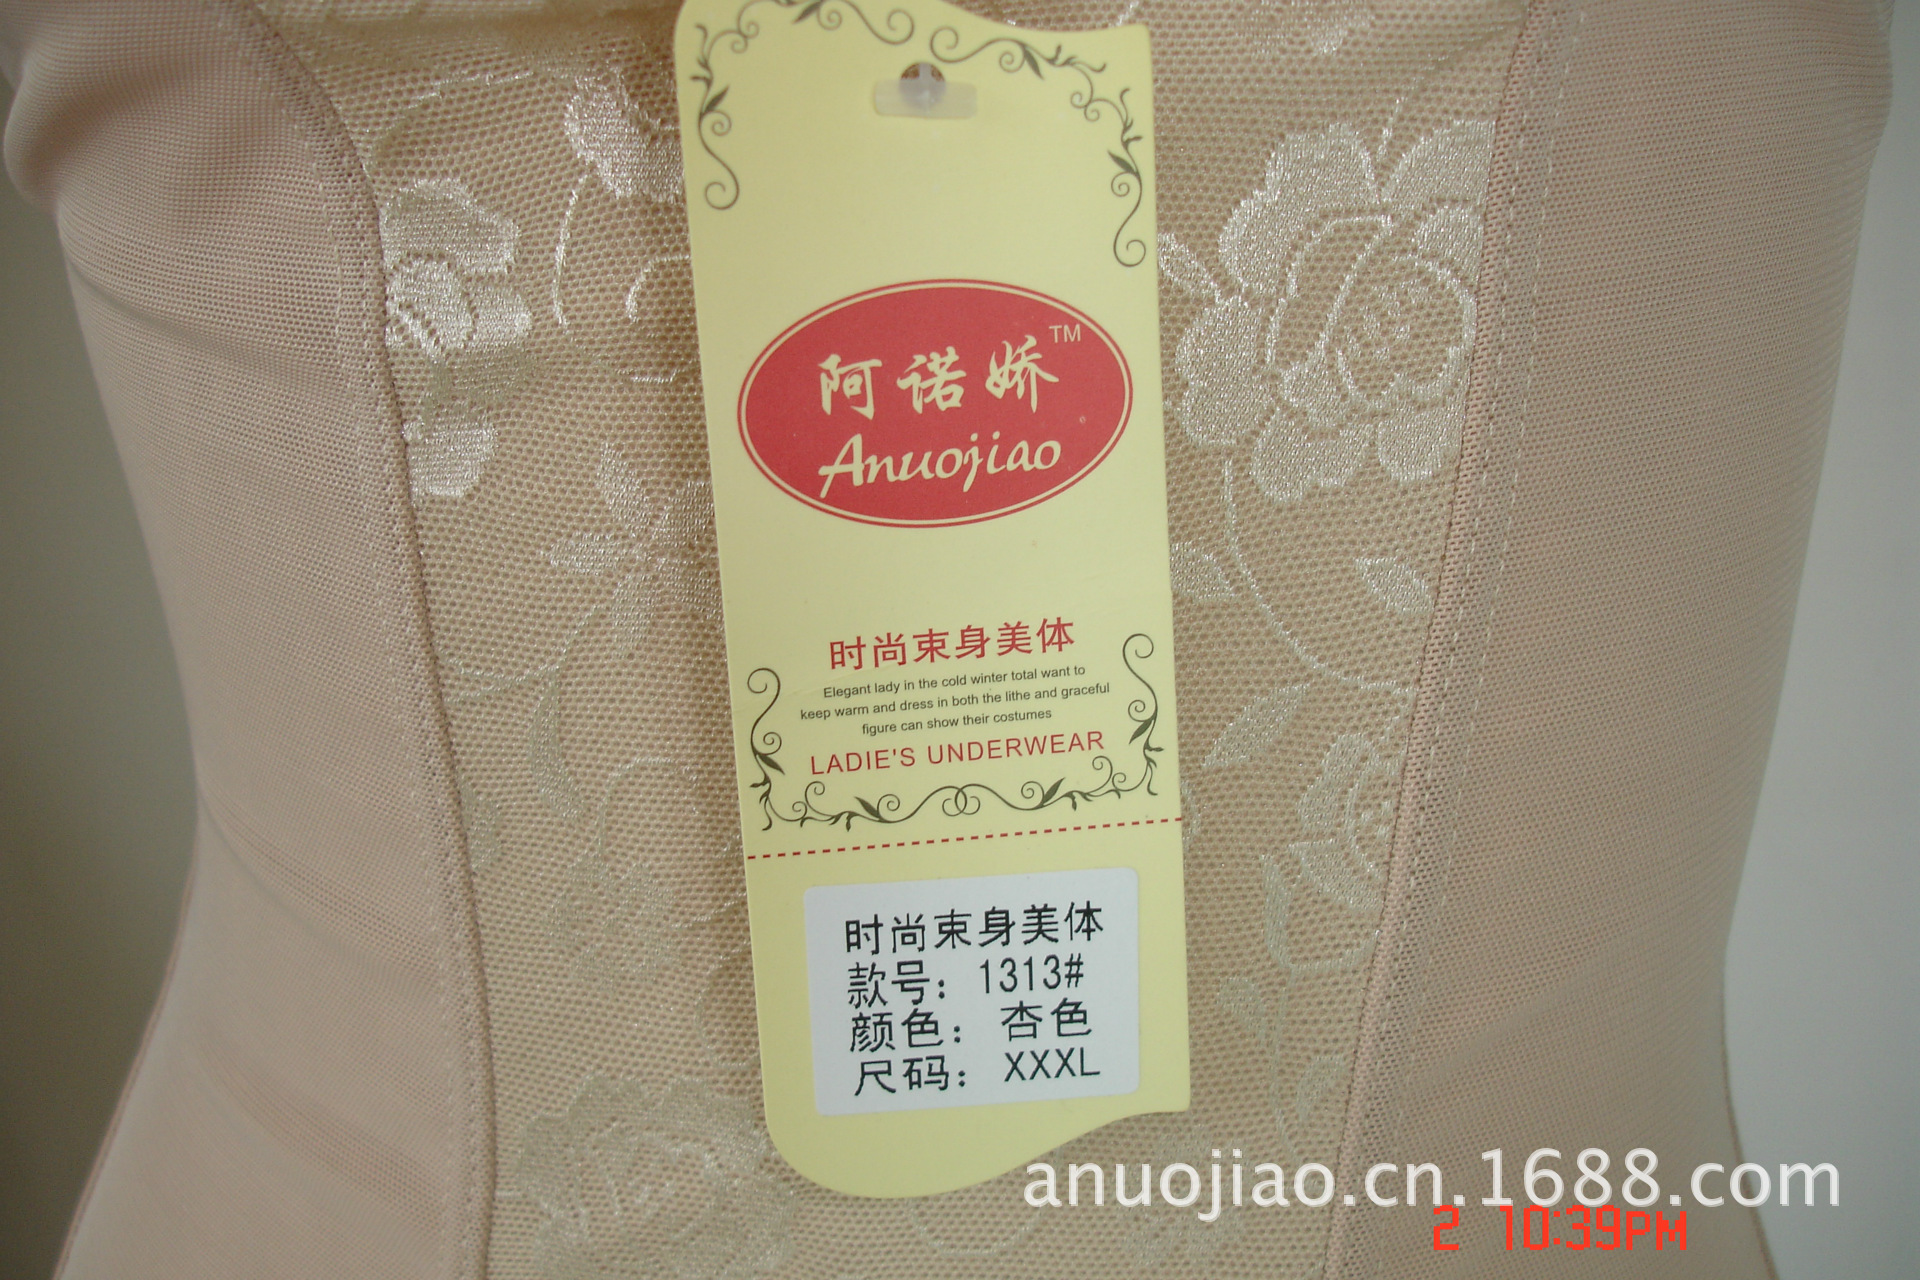 阿诺娇 TM
Anuojiao
时尚束身美体
Elegant lady in the cold winter total want to
keep warm and dress in both the lithe and graceful
figure can show their costumes
LADIE'S UNDERWEAR
时尚束身美体
款号：1313#
颜色：杏色
尺码：XXXL
anuojiao.cn.1688.com
2 10:39PM